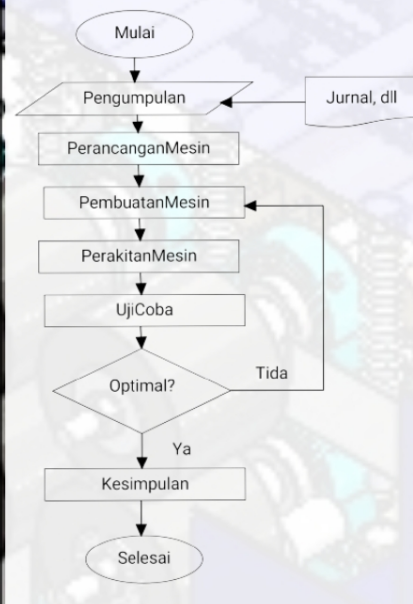 Mulai
Pengumpulan
Jurnal, dll
PerancanganMesin
PembuatanMesin
PerakitanMesin
UjiCoba
Optimal?
Tida
Ya
Kesimpulan
Selesai